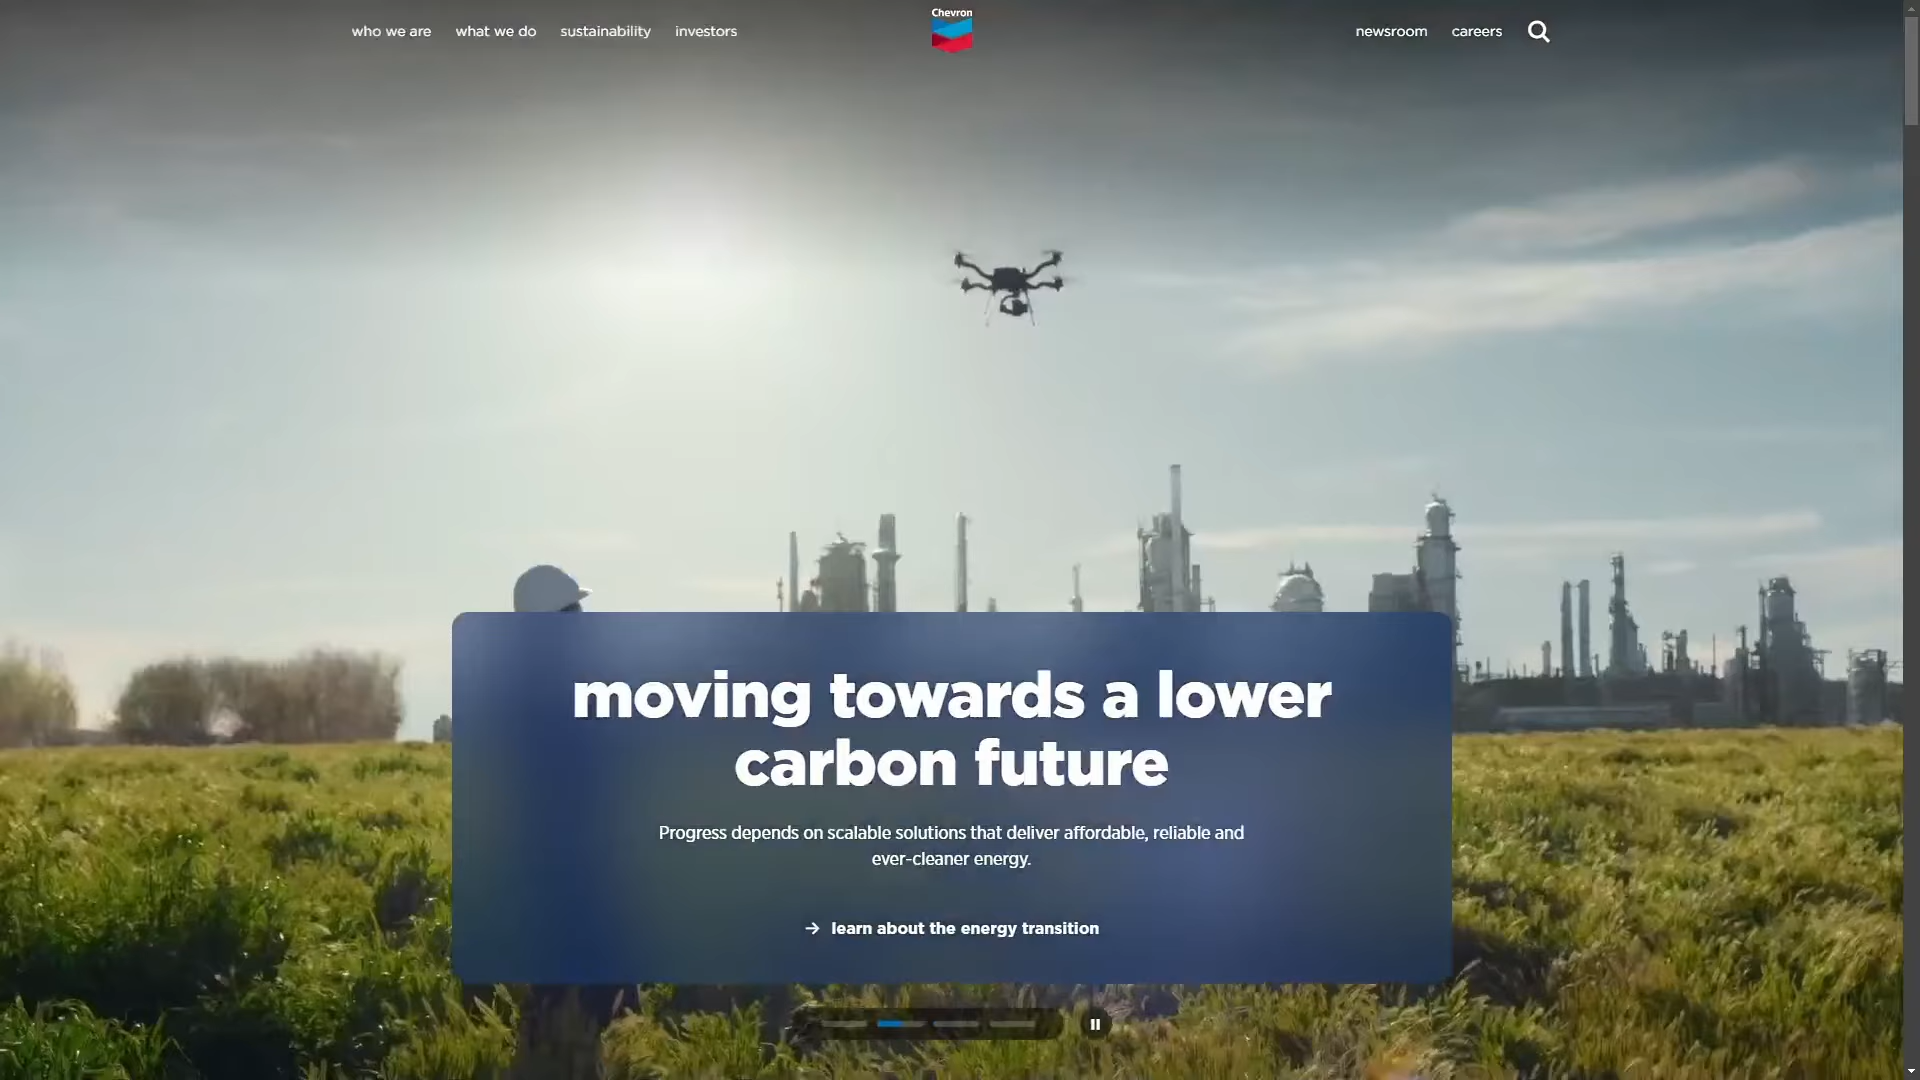 who we are
what we do
sustainability
investors
Chevron
newsroom
careers
moving towards a lower
carbon future
Progress depends on scalable solutions that deliver affordable, reliable and
ever-cleaner energy.
→ learn about the energy transition